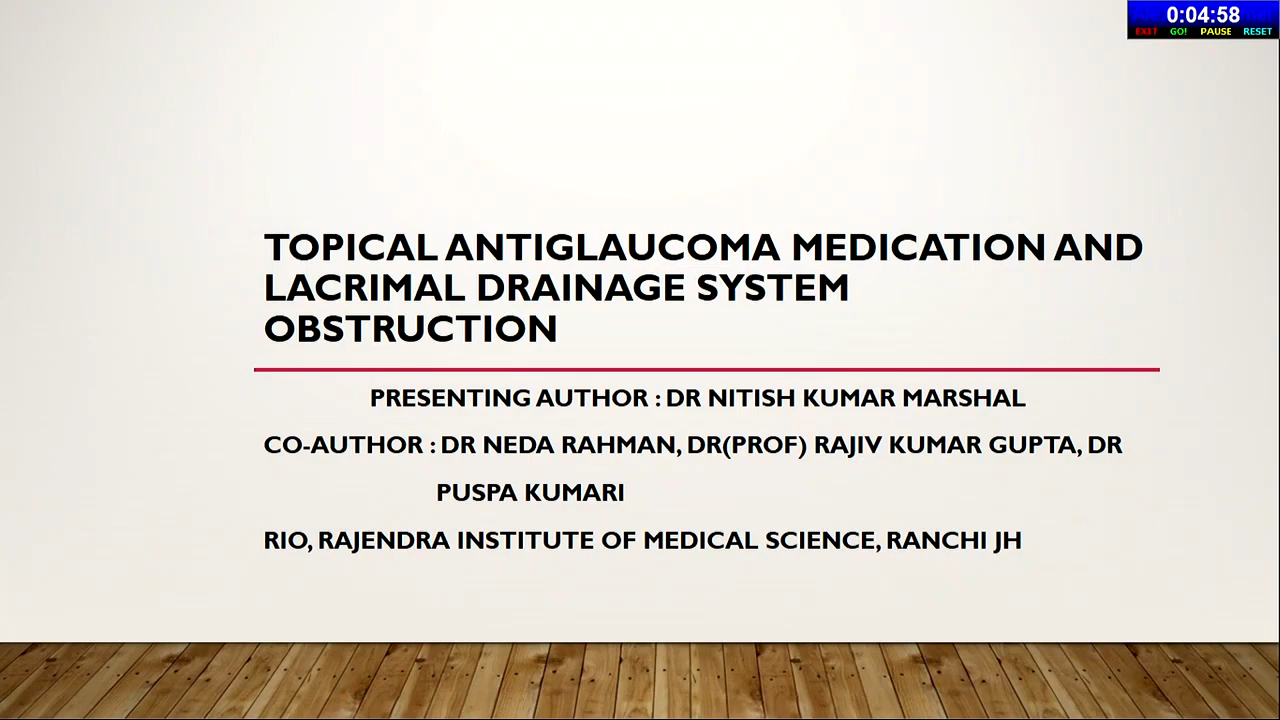 0:04:58
EXIT GO! PAUSE RESET
TOPICAL ANTIGLAUCOMA MEDICATION AND
LACRIMAL DRAINAGE SYSTEM
OBSTRUCTION
PRESENTING AUTHOR : DR NITISH KUMAR MARSHAL
CO-AUTHOR : DR NEDA RAHMAN, DR(PROF) RAJIV KUMAR GUPTA, DR
PUSPA KUMARI
RIO, RAJENDRA INSTITUTE OF MEDICAL SCIENCE, RANCHI JH